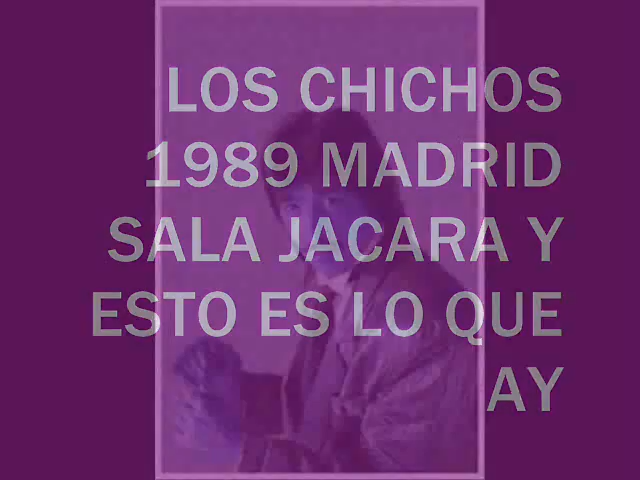 LOS CHICHOS
1989 MADRID
SALA JACARA Y
ESTO ES LO QUE
AY